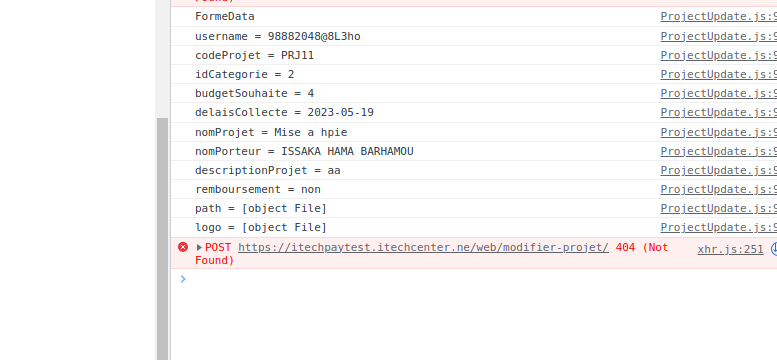 Found)
FormeData ProjectUpdate.js:9
username = 98882048@8L3ho ProjectUpdate.js:9
codeProjet = PRJ11 ProjectUpdate.js:9
idCategorie = 2 ProjectUpdate.js:9
budgetSouhaite = 4 ProjectUpdate.js:9
delaisCollecte = 2023-05-19 ProjectUpdate.js:9
nomProjet = Mise a hpie ProjectUpdate.js:9
nomPorteur = ISSAKA HAMA BARHAMOU ProjectUpdate.js:9
descriptionProjet = aa ProjectUpdate.js:9
remboursement = non ProjectUpdate.js:9
path = [object File] ProjectUpdate.js:9
logo = [object File] ProjectUpdate.js:9
POST https://itechpaytest.itechcenter.ne/web/modifier-projet/ 404 (Not xhr.js:251
Found)